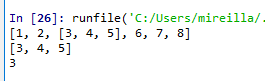 In [26]: runfile('C:/Users/mireilla/.
[1, 2, [3, 4, 5], 6, 7, 8]
[3, 4, 5]
3